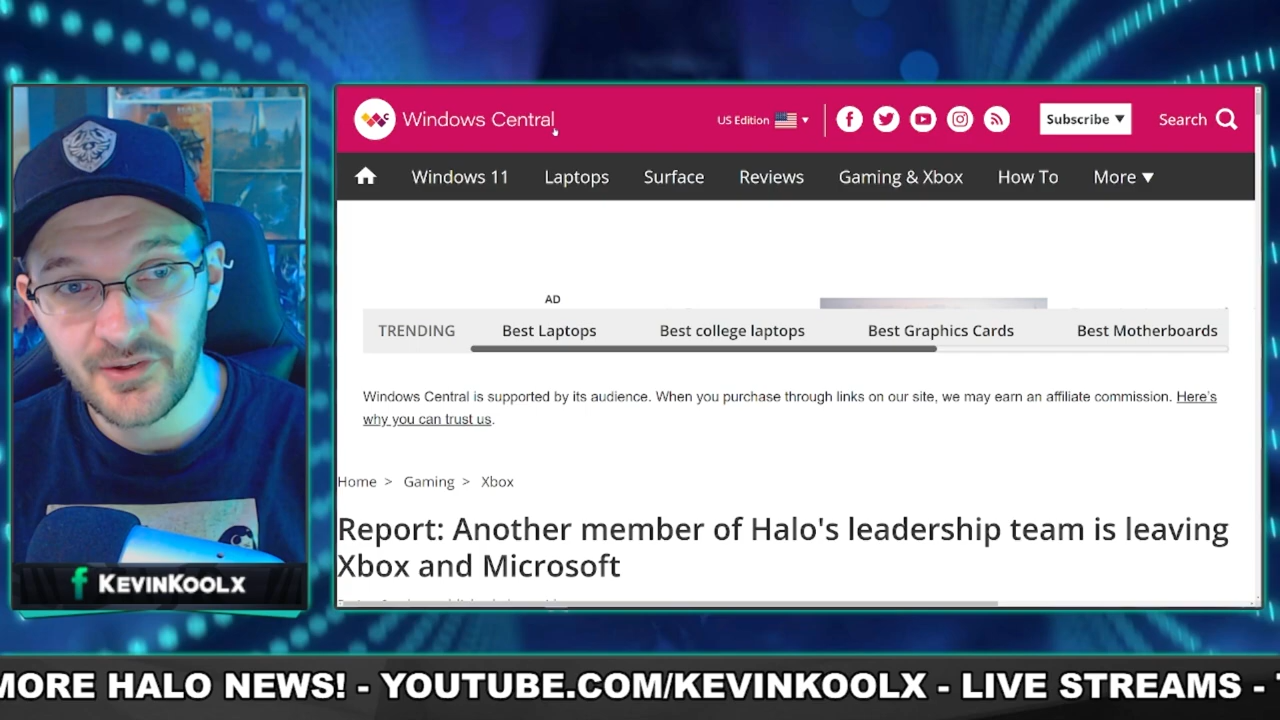 Windows Central
US Edition
Subscribe ▼
Search
Windows 11
Laptops
Surface
Reviews
Gaming & Xbox
How To
More ▼
AD
TRENDING
Best Laptops
Best college laptops
Best Graphics Cards
Best Motherboards
Windows Central is supported by its audience. When you purchase through links on our site, we may earn an affiliate commission. Here's
why you can trust us.
Home > Gaming > Xbox
Report: Another member of Halo's leadership team is leaving
Xbox and Microsoft
f KEVINKOOLX
MORE HALO NEWS! - YOUTUBE.COM/KEVINKOOLX - LIVE STREAMS -